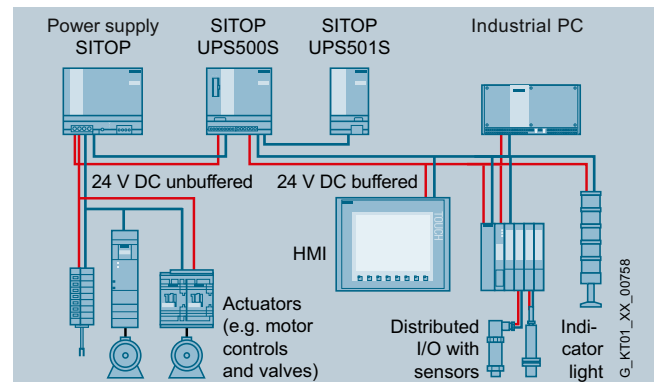 Power supply
SITOP
SITOP
UPS500S
SITOP
UPS501S
Industrial PC
24 V DC unbuffered
24 V DC buffered
HMI
TOUCH
Actuators
(e.g. motor
controls
and valves)
Distributed
I/O with
sensors
Indi-
cator
light
G_KT01_XX_00758